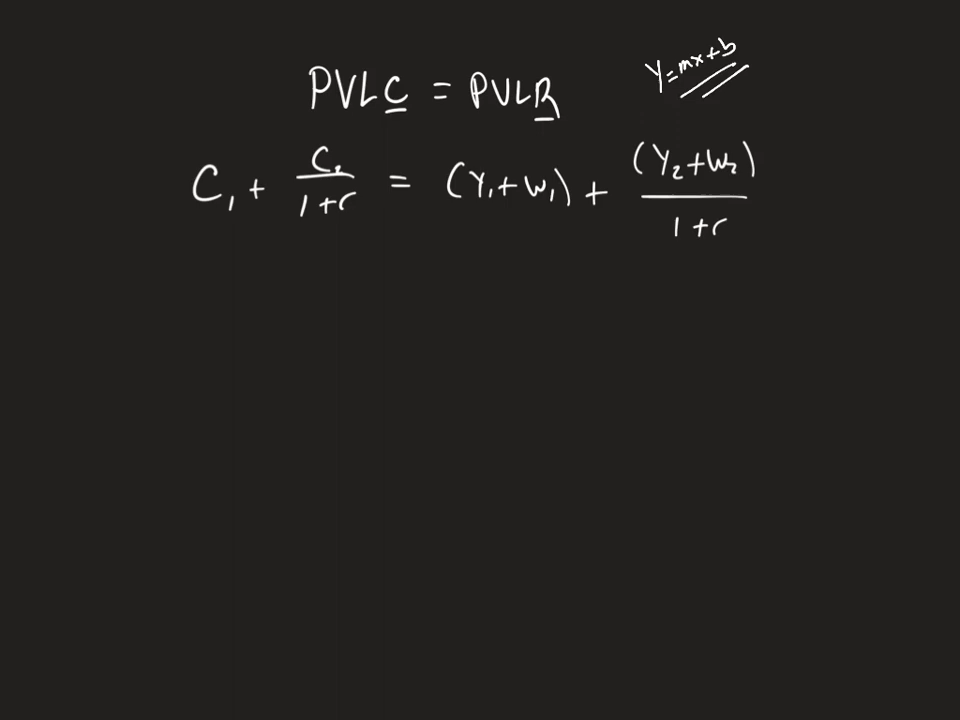 PVLC = PVLR
Y=mx+b
C₁ + C₂/(1+r) = (Y₁+W₁) + (Y₂+W₂)/(1+r)